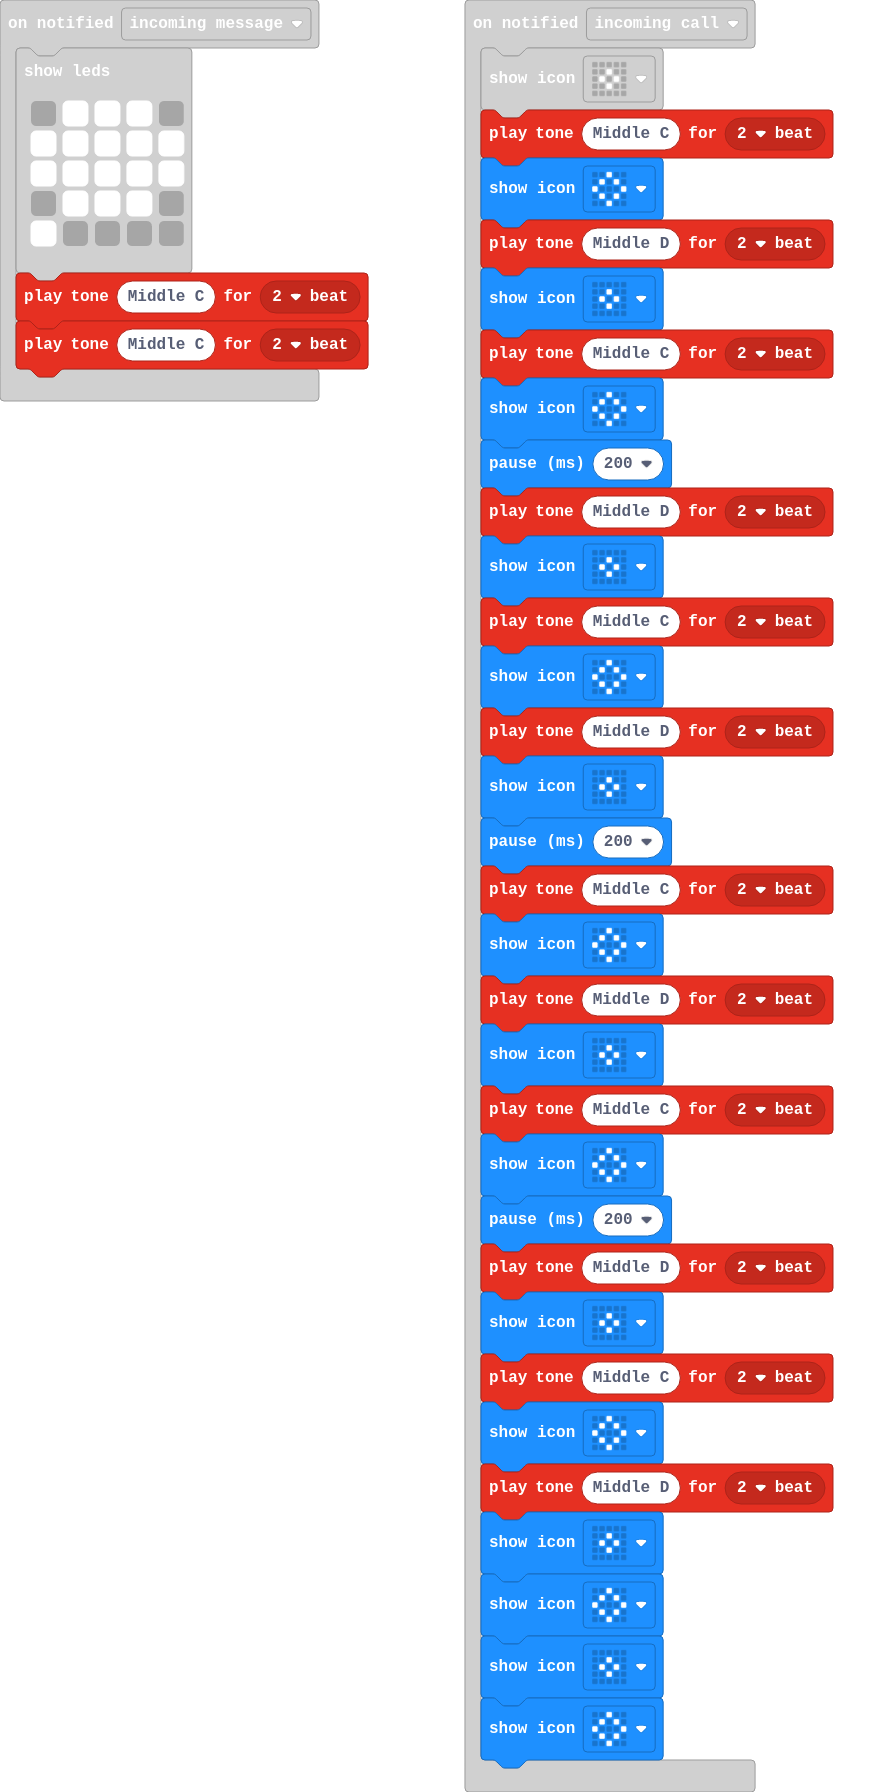 on notified incoming message
show leds
play tone Middle C for 2 beat
play tone Middle C for 2 beat
on notified incoming call
show icon
play tone Middle C for 2 beat
show icon
play tone Middle D for 2 beat
show icon
play tone Middle C for 2 beat
show icon
pause (ms) 200
play tone Middle D for 2 beat
show icon
play tone Middle C for 2 beat
show icon
play tone Middle D for 2 beat
show icon
pause (ms) 200
play tone Middle C for 2 beat
show icon
play tone Middle D for 2 beat
show icon
play tone Middle C for 2 beat
show icon
pause (ms) 200
play tone Middle D for 2 beat
show icon
play tone Middle C for 2 beat
show icon
play tone Middle D for 2 beat
show icon
show icon
show icon
show icon